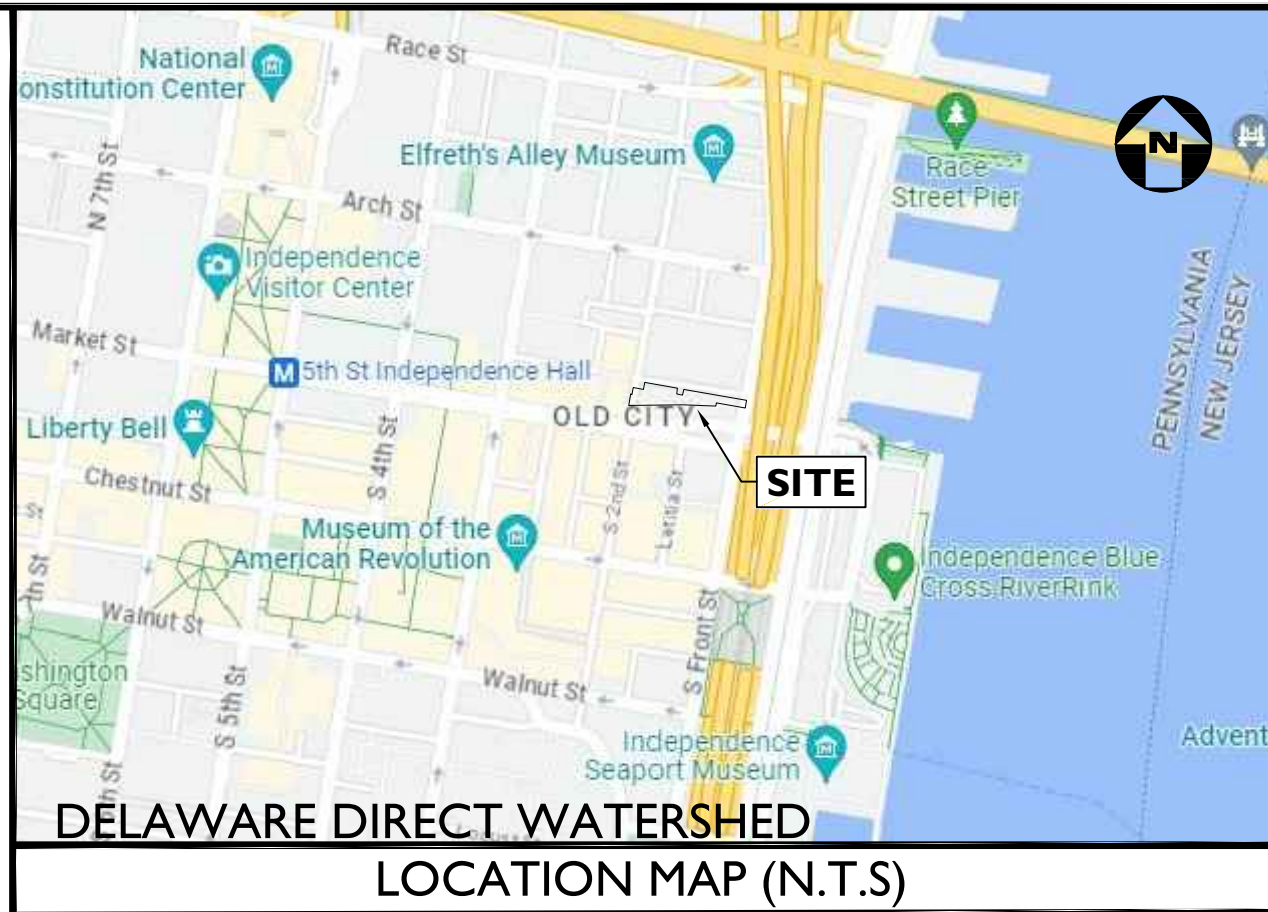 Race St
National
onstitution Center
N
Elfreth's Alley Museum
Race
Street Pier
N 7th St
Arch St
Independence
Visitor Center
PENNSYLVANIA
NEW JERSEY
Market St
M 5th St Independence Hall
OLD CITY
Liberty Bell
S 4th St
Chestnut St
SITE
S 2nd St
Letitia St
Museum of the
American Revolution
Independence Blue
Cross RiverRink
7th St
Walnut St
S Front St
shington
Square
S 5th St
Walnut St
Independence
Seaport Museum
Advent
DELAWARE DIRECT WATERSHED
LOCATION MAP (N.T.S)